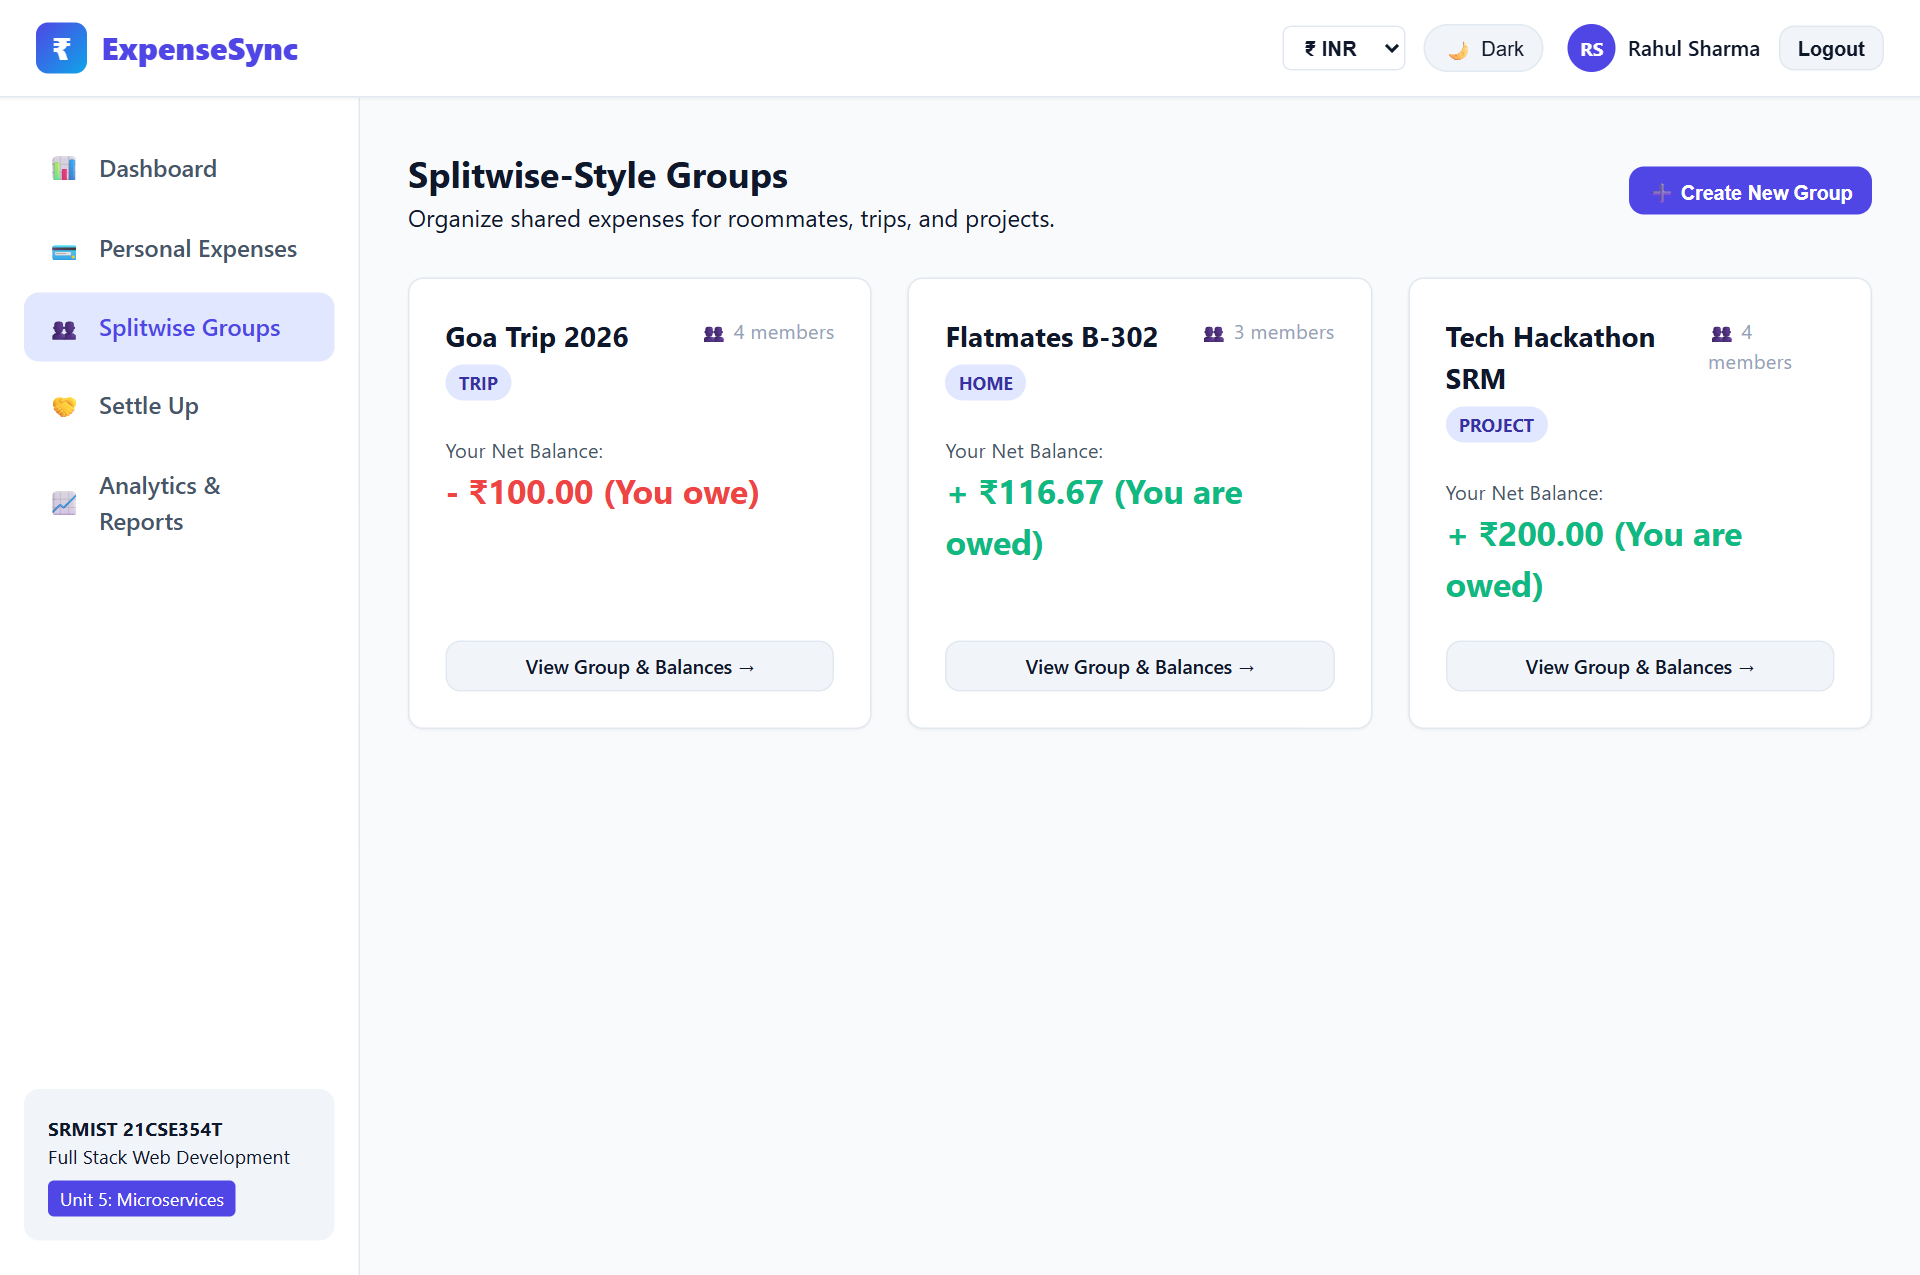 ₹ ExpenseSync
₹ INR
Dark
RS Rahul Sharma
Logout
Dashboard
Personal Expenses
Splitwise Groups
Settle Up
Analytics &
Reports
SRMIST 21CSE354T
Full Stack Web Development
Unit 5: Microservices
Splitwise-Style Groups
Organize shared expenses for roommates, trips, and projects.
➕ Create New Group
Goa Trip 2026
4 members
TRIP
Your Net Balance:
- ₹100.00 (You owe)
View Group & Balances →
Flatmates B-302
3 members
HOME
Your Net Balance:
+ ₹116.67 (You are
owed)
View Group & Balances →
Tech Hackathon
SRM
4
members
PROJECT
Your Net Balance:
+ ₹200.00 (You are
owed)
View Group & Balances →